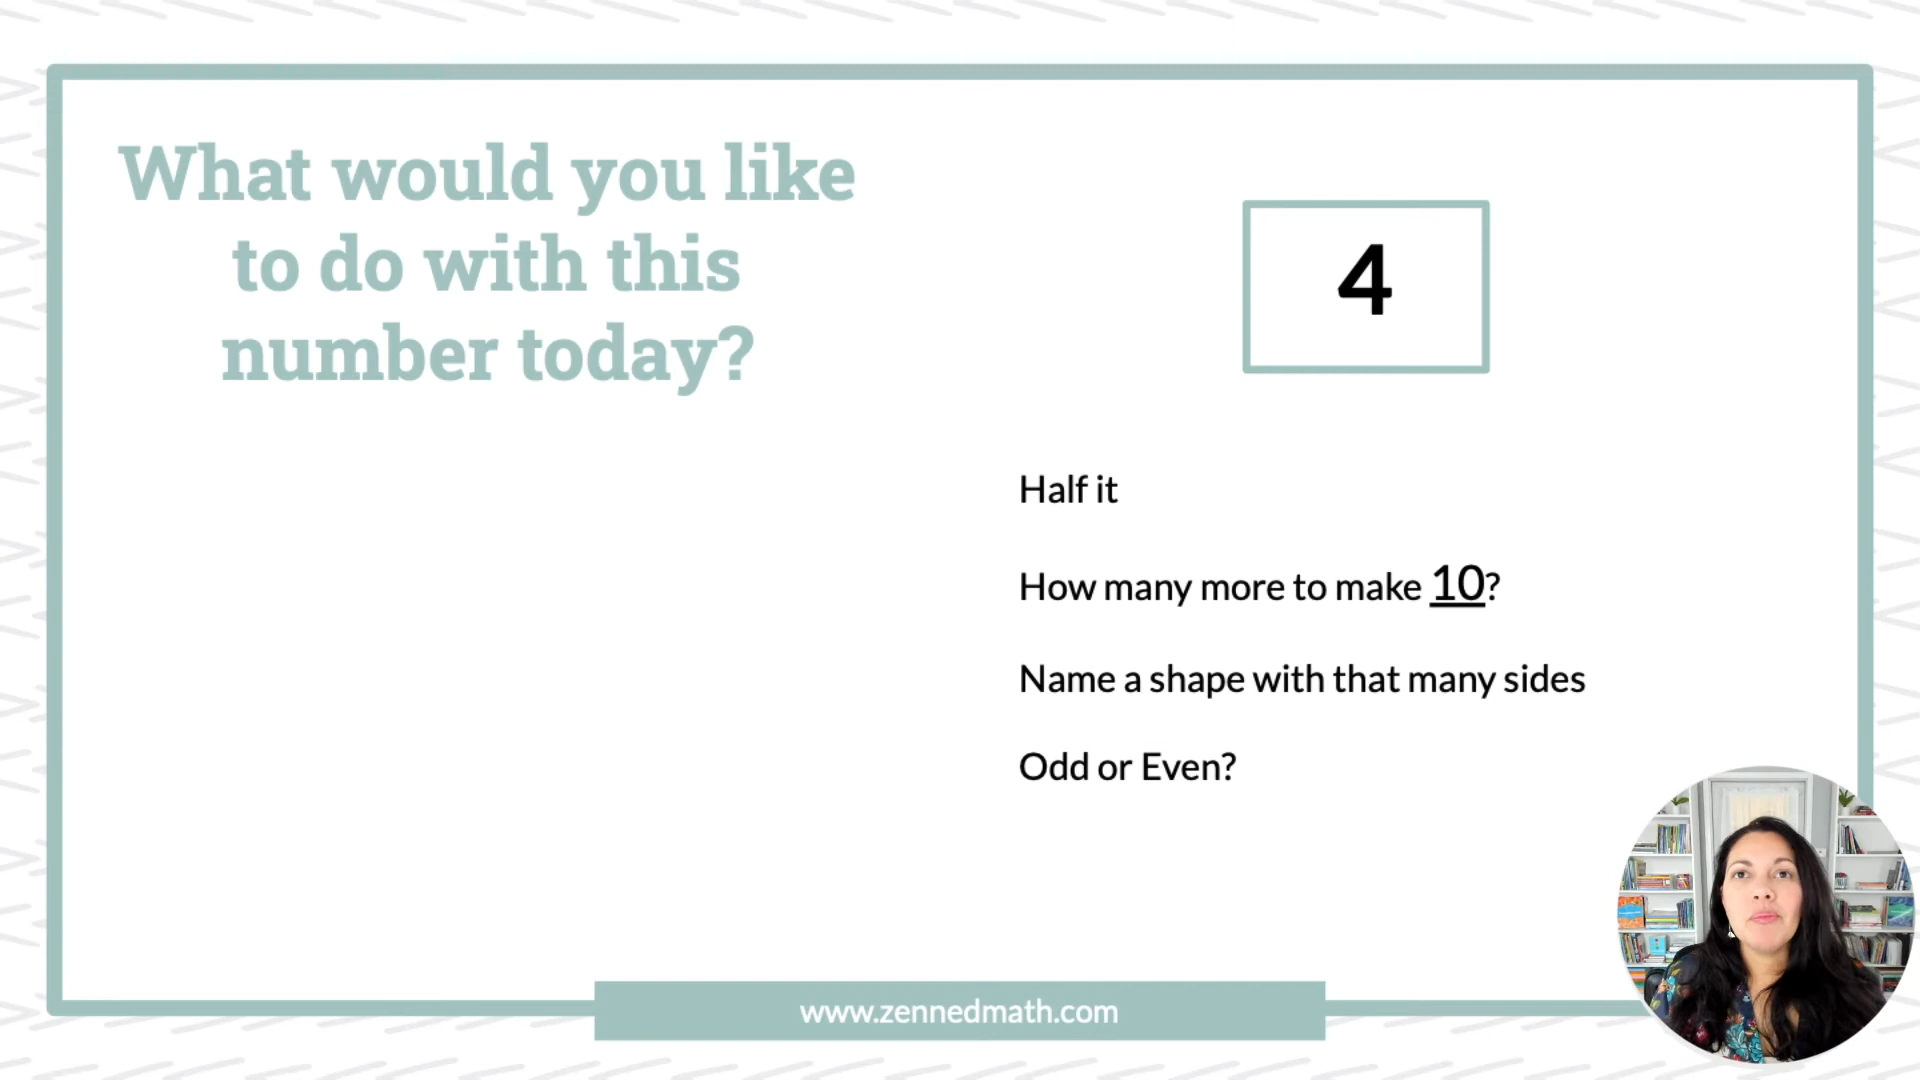 What would you like
to do with this
number today?
4
Half it
How many more to make 10?
Name a shape with that many sides
Odd or Even?
www.zennedmath.com